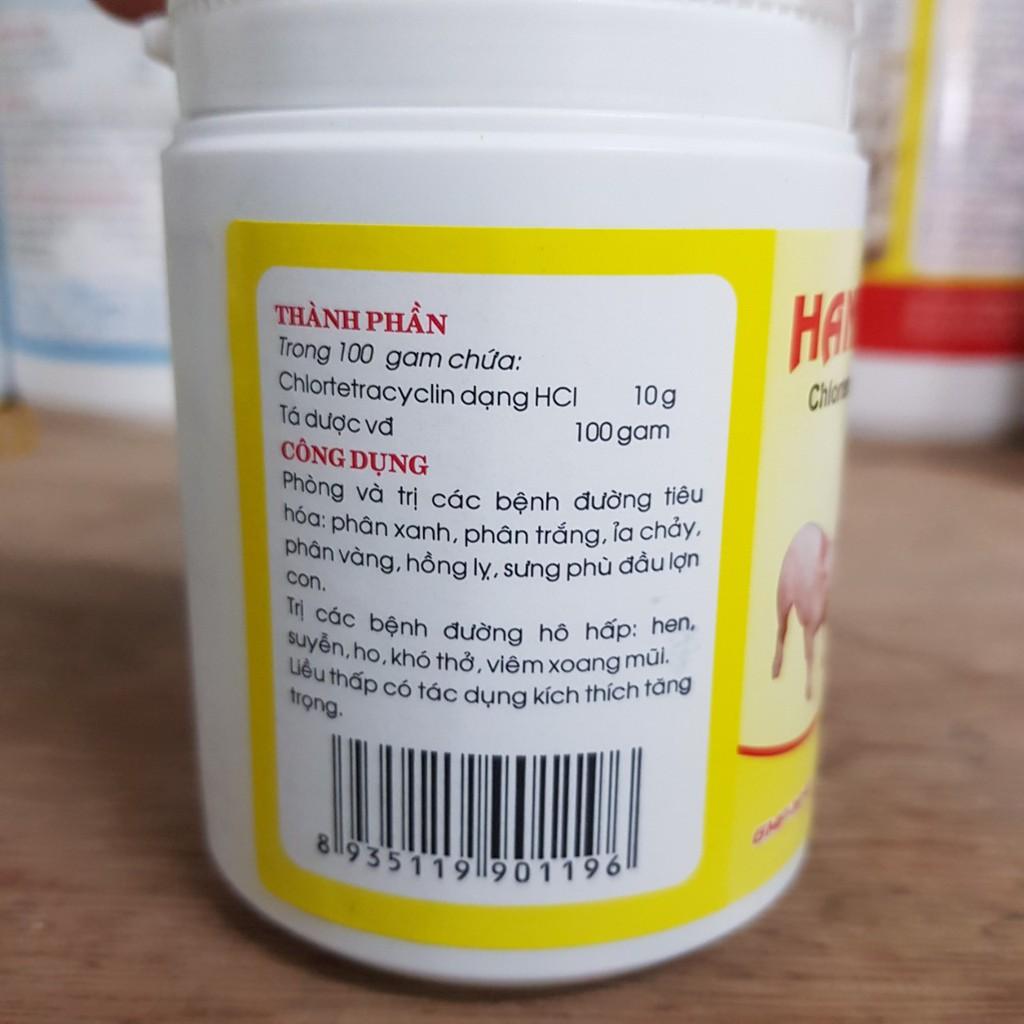 THÀNH PHẦN
Trong 100 gam chứa:
Chlortetracyclin dạng HCl 10g
Tá dược vđ 100 gam
CÔNG DỤNG
Phòng và trị các bệnh đường tiêu
hóa: phân xanh, phân trắng, ỉa chảy,
phân vàng, hồng lỵ, sưng phù đầu lợn
con.
Trị các bệnh đường hô hấp: hen,
suyễn, ho, khó thở, viêm xoang mũi.
Liều thấp có tác dụng kích thích tăng
trọng.
8 935119 901196